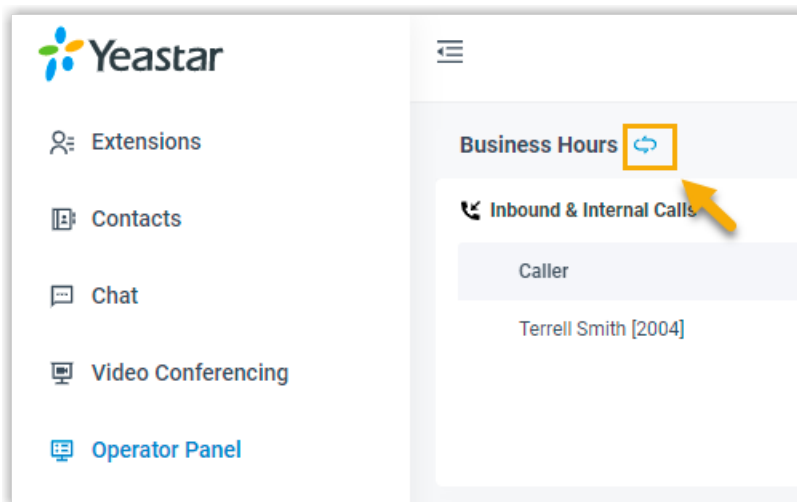 Yeastar
Extensions
Contacts
Chat
Video Conferencing
Operator Panel
Business Hours
Inbound & Internal Calls
Caller
Terrell Smith [2004]